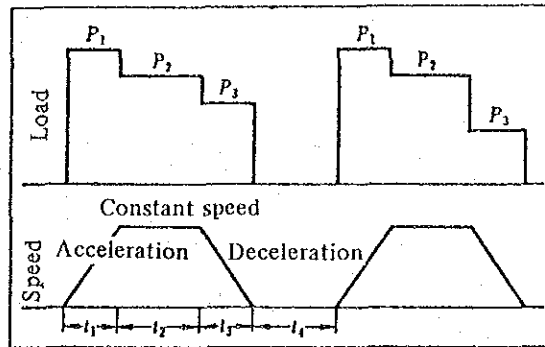 P₁
P₂
P₃
P₁
P₂
P₃
Load
Constant speed
Acceleration
Deceleration
Speed
t₁ t₂ t₃ t₄